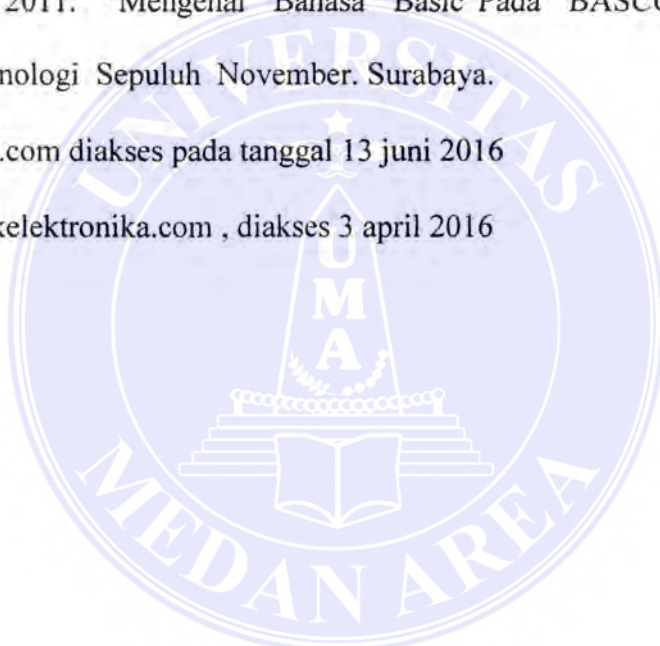 2011. Mengenal Bahasa Basic Pada
nologi Sepuluh November. Surabaya.
.com diakses pada tanggal 13 juni 2016
kelektronika.com , diakses 3 april 2016
UNIVERSITAS
UMA
MEDAN AREA